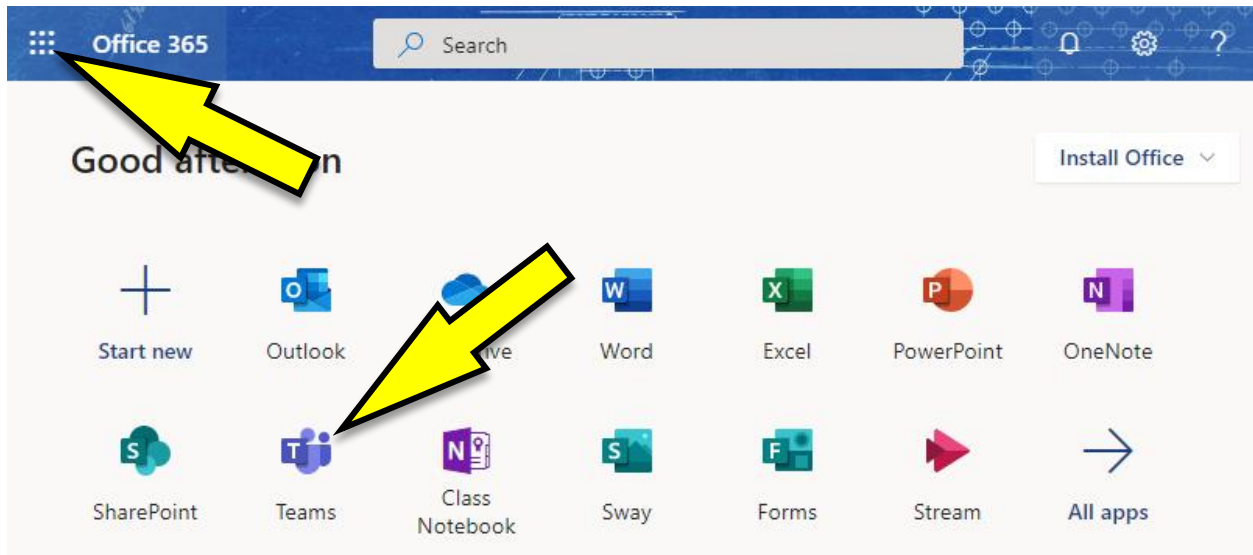 Office 365
Search
?
Good
Install Office
O
W
X
P
N
Start new
Outlook
Word
Excel
PowerPoint
OneNote
S
T
N
S
F
SharePoint
Teams
Class
Notebook
Sway
Forms
Stream
All apps